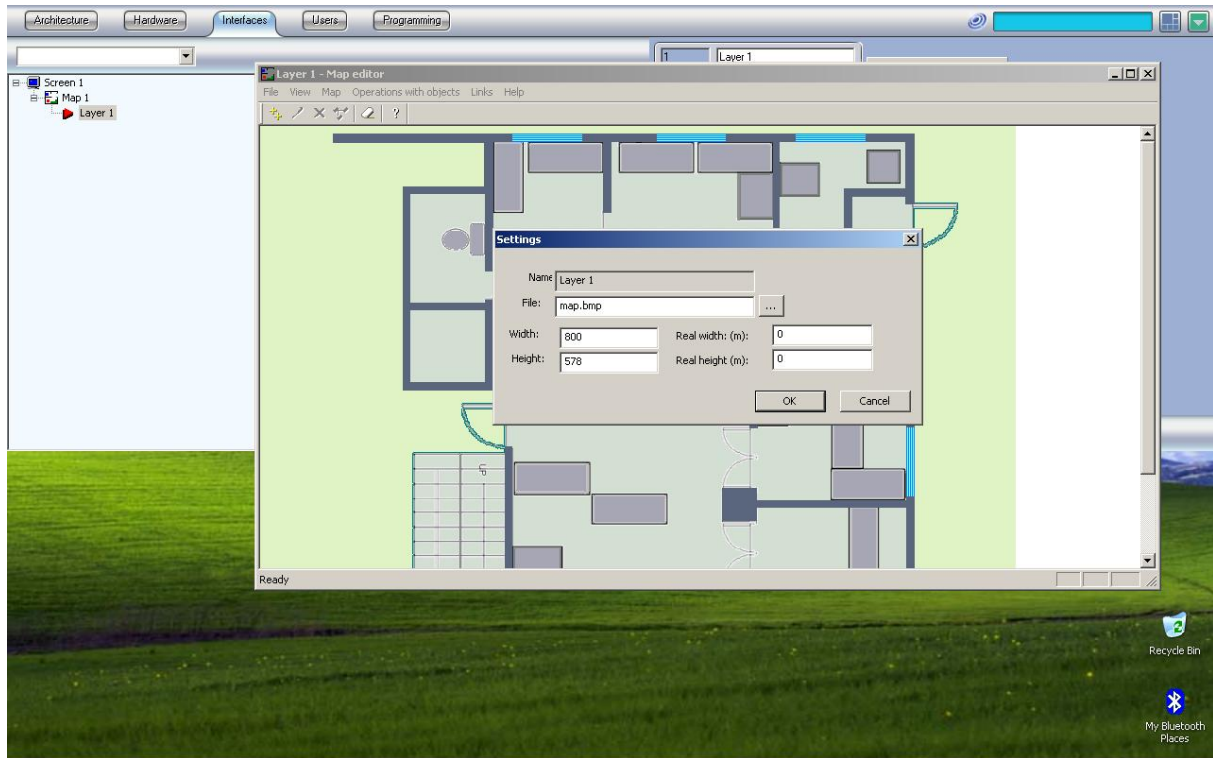 Architecture Hardware Interfaces Users Programming
1 Layer 1
Screen 1
Map 1
Layer 1
Layer 1 - Map editor
File View Map Operations with objects Links Help
?
UP
Settings
Name Layer 1
File: map.bmp ...
Width: 800 Real width: (m): 0
Height: 578 Real height (m): 0
OK Cancel
Ready
Recycle Bin
My Bluetooth
Places